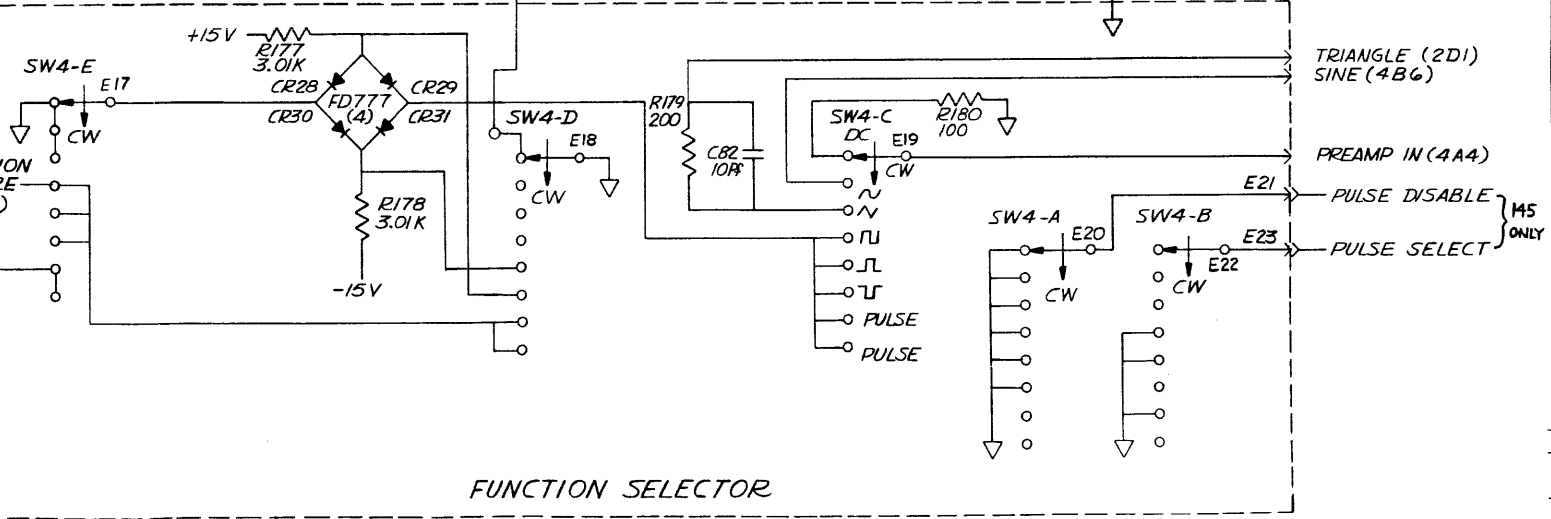 +15V
R177
3.01K
SW4-E
E17
CW
CR28
CR29
FD777
(4)
CR30
CR31
R178
3.01K
-15V
SW4-D
E18
CW
R179
200
C82
10Pf
SW4-C
DC
E19
CW
R180
100
PULSE
PULSE
SW4-A
E20
CW
SW4-B
E22
CW
E21
E23
TRIANGLE (2D1)
SINE (4B6)
PREAMP IN (4A4)
PULSE DISABLE
PULSE SELECT
145
ONLY
FUNCTION SELECTOR